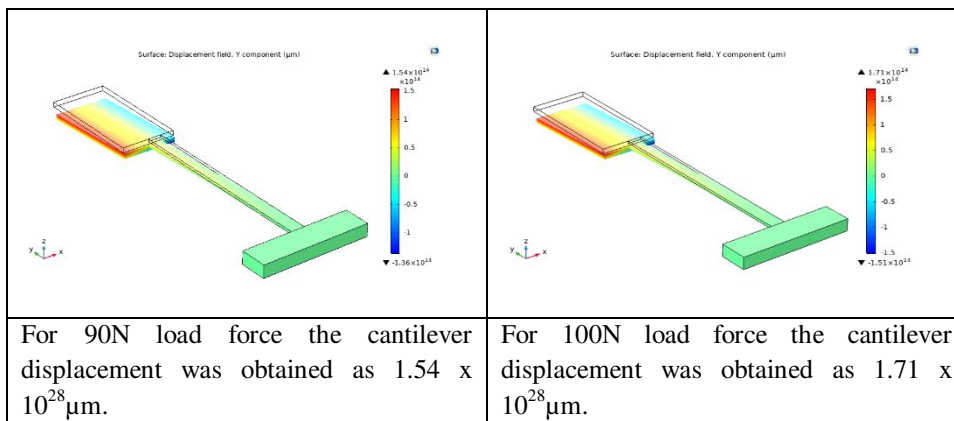 Surface: Displacement field, Y component (µm)
▲ 1.54×10¹⁴
×10¹⁴
1.5
1
0.5
0
-0.5
-1
▼ -1.36×10¹⁴
z
y
x
Surface: Displacement field, Y component (µm)
▲ 1.71×10¹⁴
×10¹⁴
1.5
1
0.5
0
-0.5
-1
-1.5
▼ -1.51×10¹⁴
z
y
x
For 90N load force the cantilever
displacement was obtained as 1.54 x
10²⁸µm.
For 100N load force the cantilever
displacement was obtained as 1.71 x
10²⁸µm.